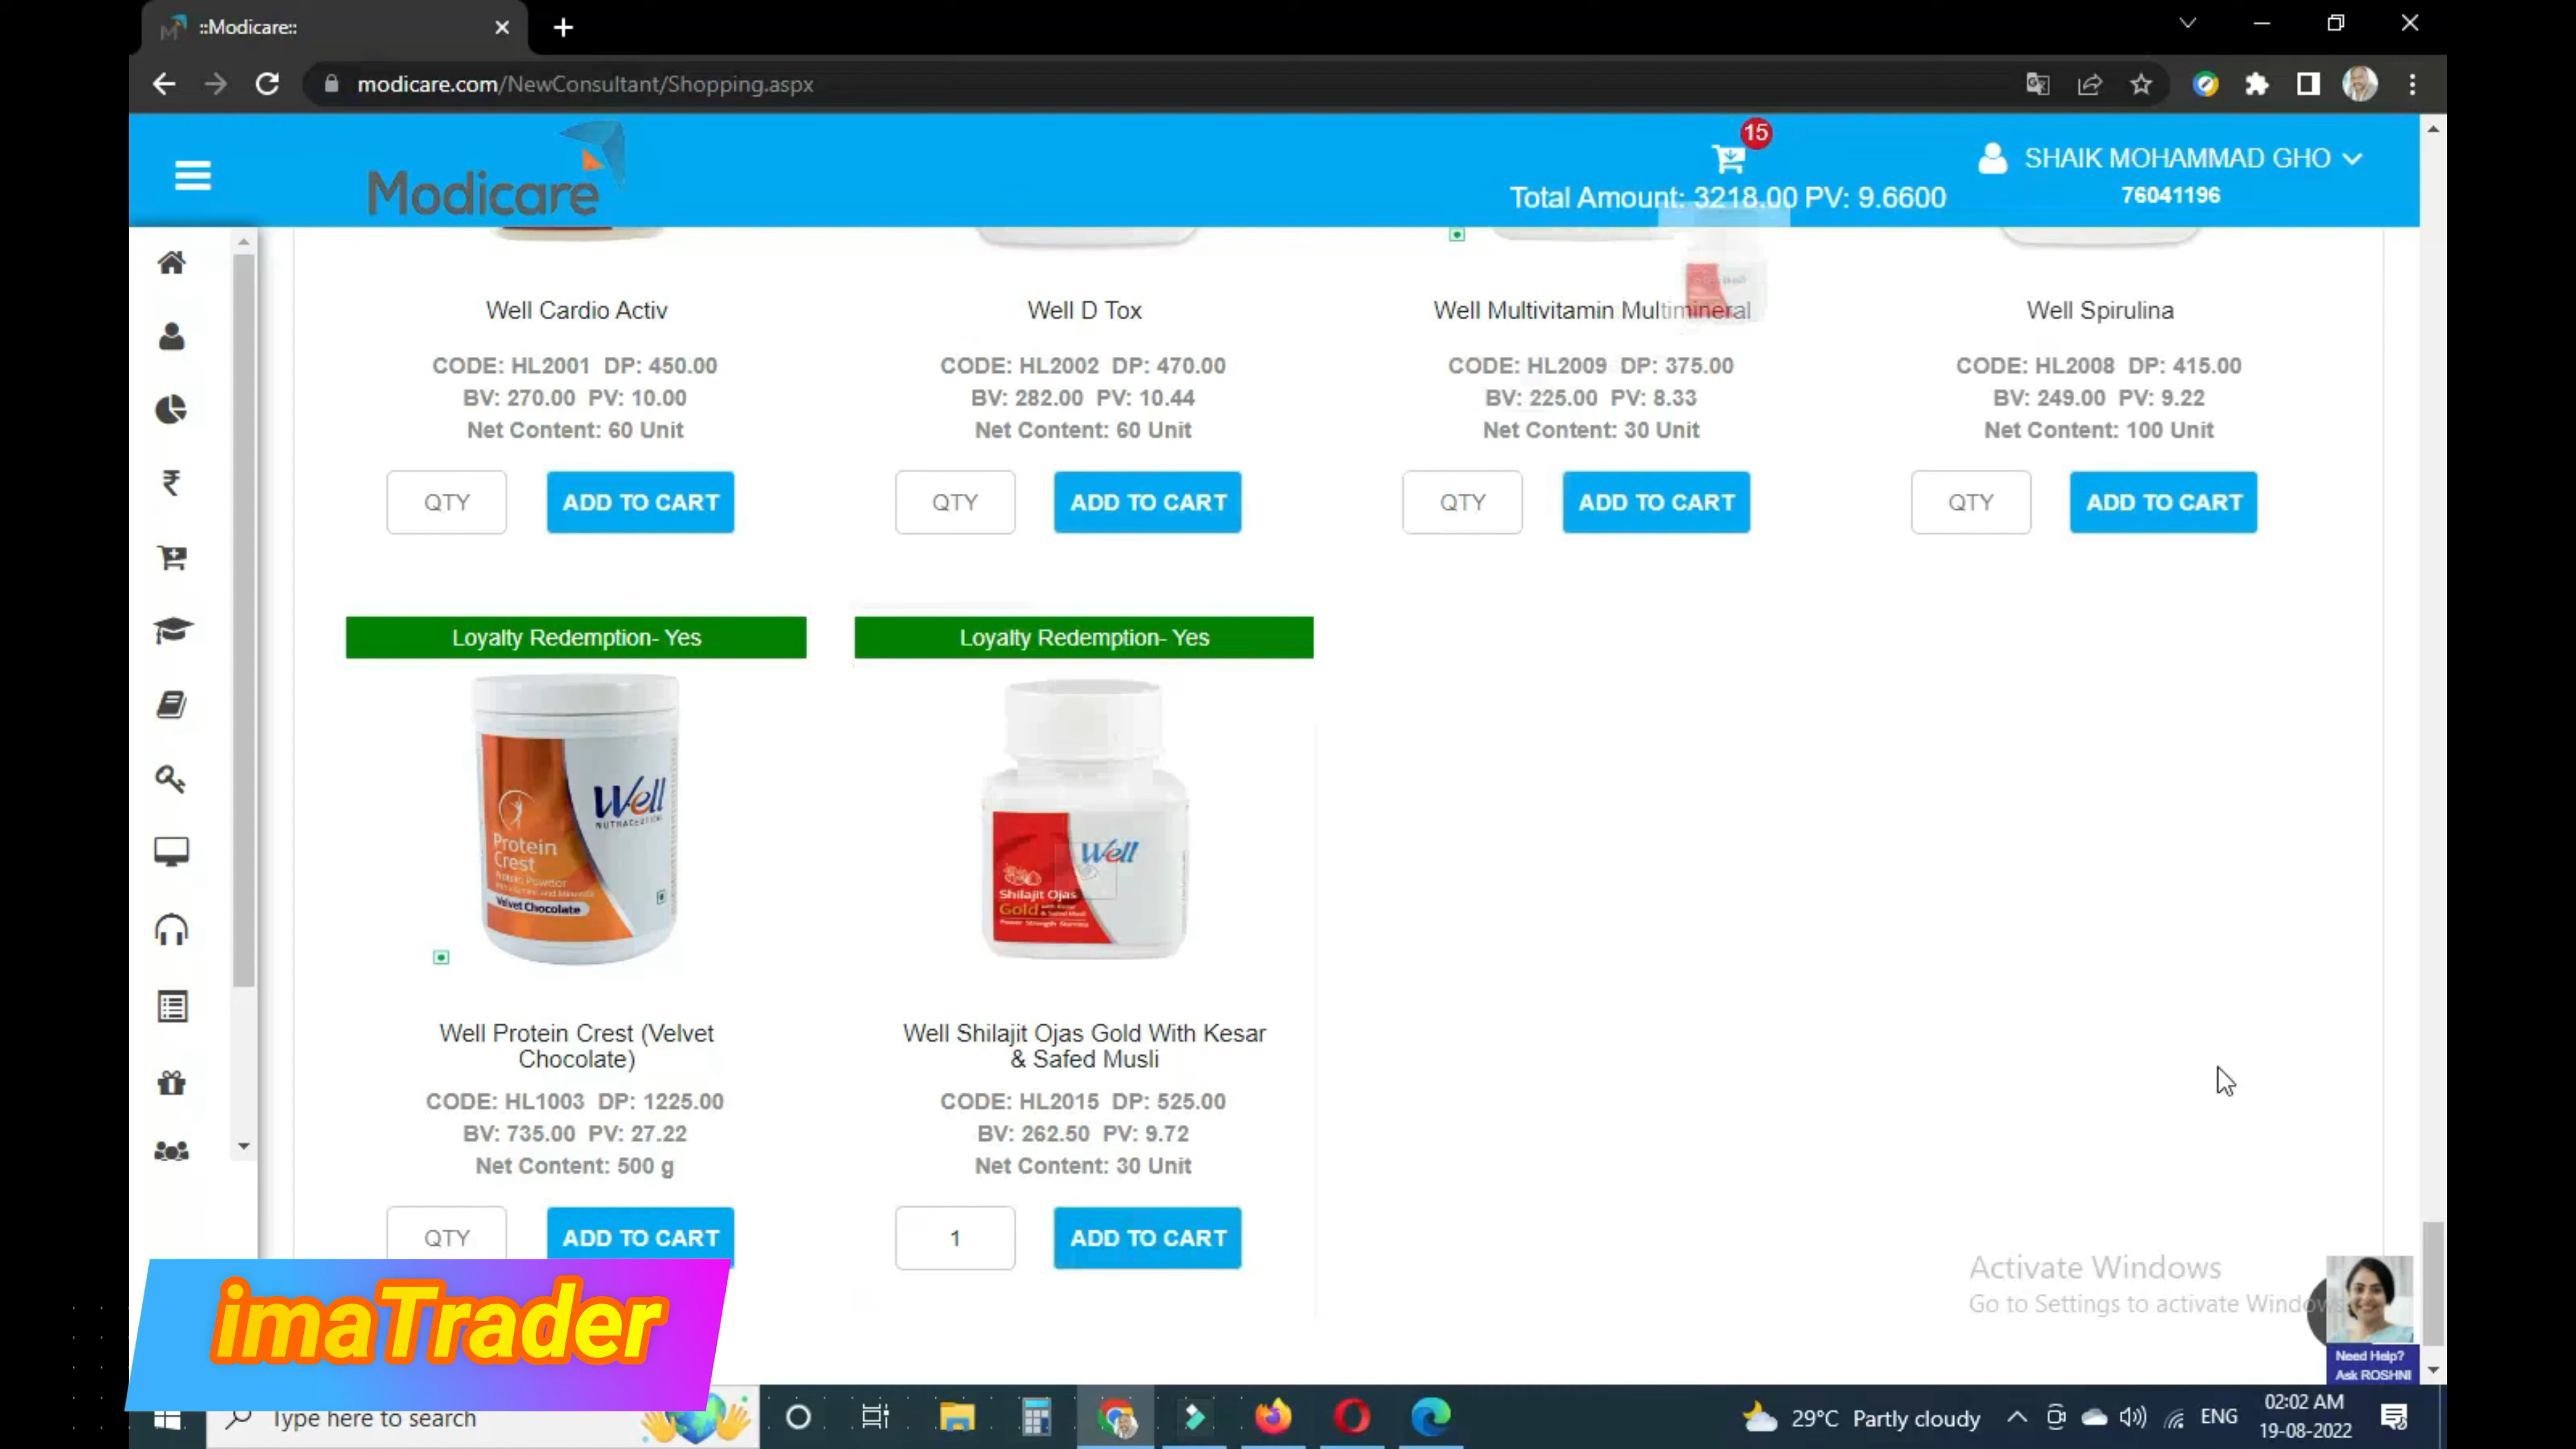 ::Modicare::
modicare.com/NewConsultant/Shopping.aspx
15
Modicare
Total Amount: 3218.00 PV: 9.6600
SHAIK MOHAMMAD GHO
76041196
Well Cardio Activ
CODE: HL2001 DP: 450.00
BV: 270.00 PV: 10.00
Net Content: 60 Unit
QTY ADD TO CART
Well D Tox
CODE: HL2002 DP: 470.00
BV: 282.00 PV: 10.44
Net Content: 60 Unit
QTY ADD TO CART
Well Multivitamin Multimineral
CODE: HL2009 DP: 375.00
BV: 225.00 PV: 8.33
Net Content: 30 Unit
QTY ADD TO CART
Well Spirulina
CODE: HL2008 DP: 415.00
BV: 249.00 PV: 9.22
Net Content: 100 Unit
QTY ADD TO CART
Loyalty Redemption- Yes
Well
Protein
Crest
Protein Powder
Velvet Chocolate
Well Protein Crest (Velvet
Chocolate)
CODE: HL1003 DP: 1225.00
BV: 735.00 PV: 27.22
Net Content: 500 g
QTY ADD TO CART
Loyalty Redemption- Yes
Well
Shilajit Ojas
Gold with Kesar
& Safed Musli
Power Strength Stamina
Well Shilajit Ojas Gold With Kesar
& Safed Musli
CODE: HL2015 DP: 525.00
BV: 262.50 PV: 9.72
Net Content: 30 Unit
1 ADD TO CART
Activate Windows
Go to Settings to activate Windows
Need Help?
Ask ROSHNI
imaTrader
Type here to search
29°C Partly cloudy
ENG
02:02 AM
19-08-2022